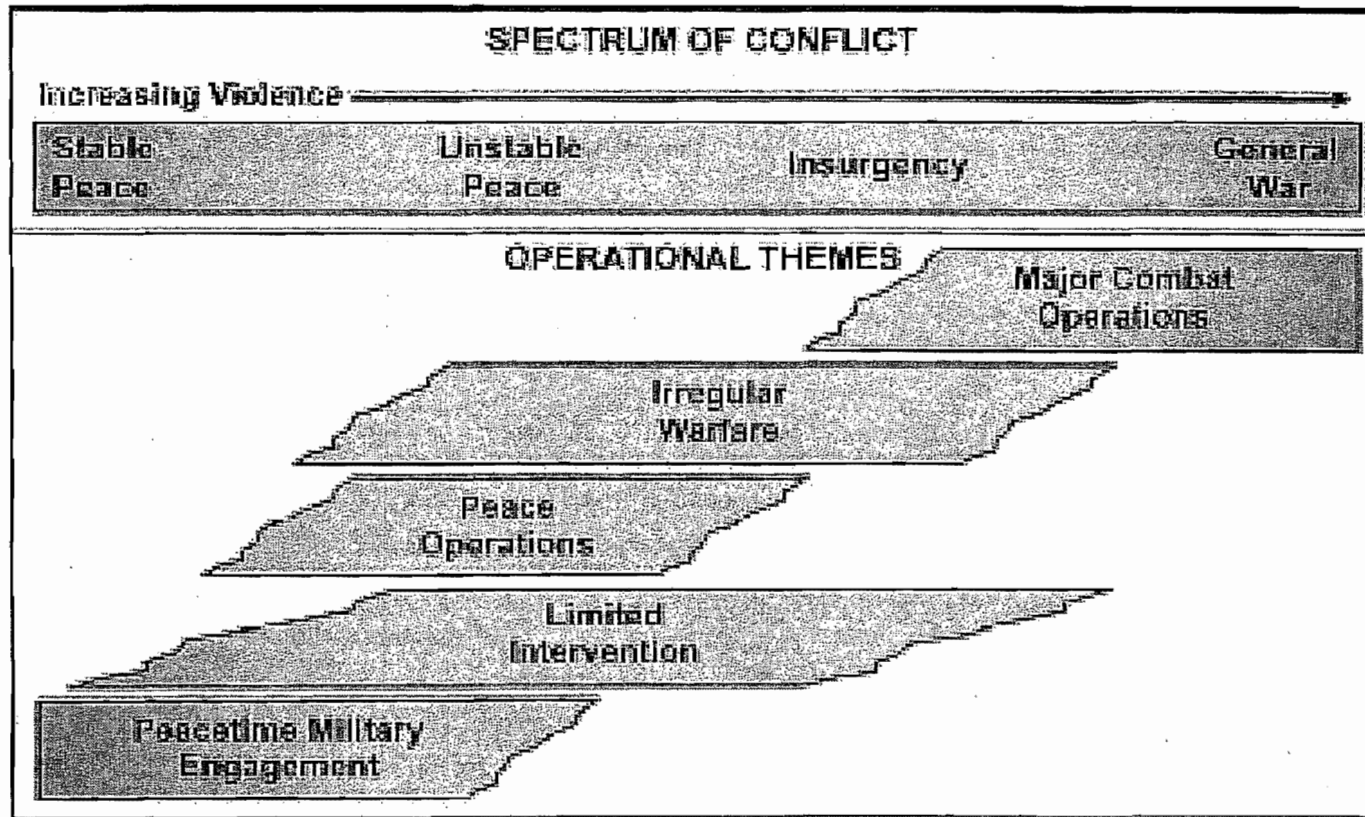 SPECTRUM OF CONFLICT
Increasing Violence
Stable
Peace
Unstable
Peace
Insurgency
General
War
OPERATIONAL THEMES
Major Combat
Operations
Irregular
Warfare
Peace
Operations
Limited
Intervention
Peacetime Military
Engagement